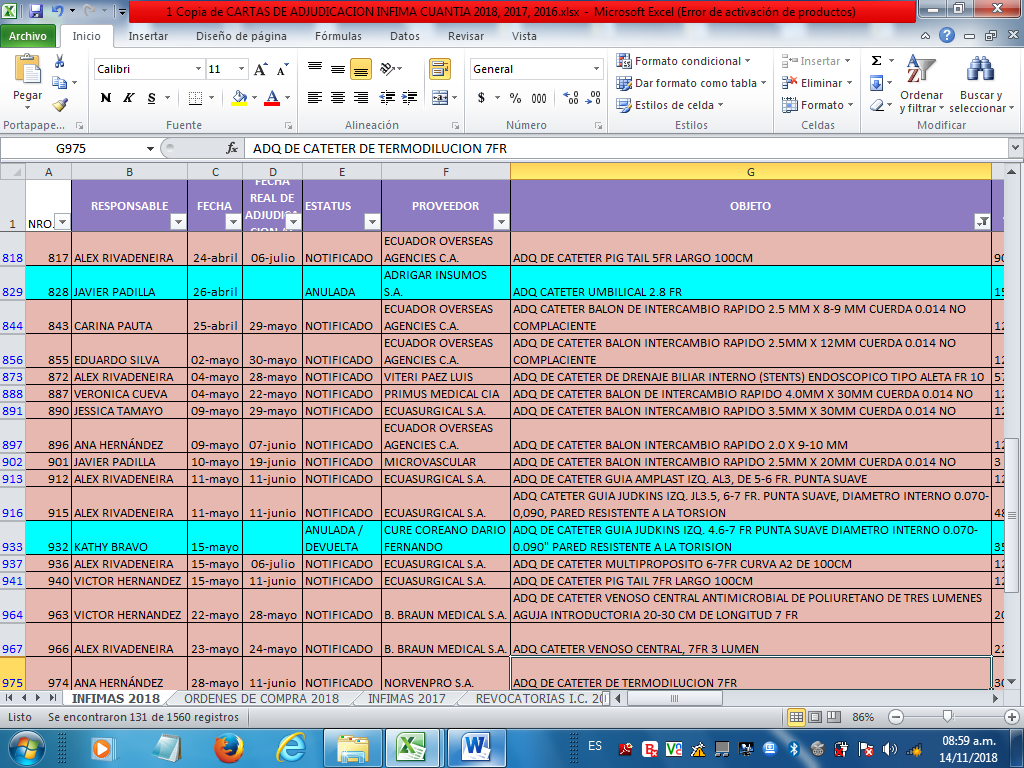 1 Copia de CARTAS DE ADJUDICACION INFIMA CUANTIA 2018, 2017, 2016.xlsx - Microsoft Excel (Error de activación de productos)
Archivo Inicio Insertar Diseño de página Fórmulas Datos Revisar Vista
Pegar Calibri 11 General Formato condicional Insertar Σ
N K S Dar formato como tabla Eliminar Ordenar y filtrar Buscar y seleccionar
$ % 000 Estilos de celda Formato
Portapape... Fuente Alineación Número Estilos Celdas Modificar
G975 fx ADQ DE CATETER DE TERMODILUCION 7FR
A B C D E F G
1 NRO. RESPONSABLE FECHA FECHA REAL DE ADJUDICA CION ESTATUS PROVEEDOR OBJETO
818 817 ALEX RIVADENEIRA 24-abril 06-julio NOTIFICADO ECUADOR OVERSEAS AGENCIES C.A. ADQ DE CATETER PIG TAIL 5FR LARGO 100CM 90
829 828 JAVIER PADILLA 26-abril ANULADA ADRIGAR INSUMOS S.A. ADQ CATETER UMBILICAL 2.8 FR 15
844 843 CARINA PAUTA 25-abril 29-mayo NOTIFICADO ECUADOR OVERSEAS AGENCIES C.A. ADQ CATETER BALON DE INTERCAMBIO RAPIDO 2.5 MM X 8-9 MM CUERDA 0.014 NO COMPLACIENTE 12
856 855 EDUARDO SILVA 02-mayo 30-mayo NOTIFICADO ECUADOR OVERSEAS AGENCIES C.A. ADQ DE CATETER BALON INTERCAMBIO RAPIDO 2.5MM X 12MM CUERDA 0.014 NO COMPLACIENTE 12
873 872 ALEX RIVADENEIRA 04-mayo 28-mayo NOTIFICADO VITERI PAEZ LUIS ADQ DE CATETER DE DRENAJE BILIAR INTERNO (STENTS) ENDOSCOPICO TIPO ALETA FR 10 57
888 887 VERONICA CUEVA 04-mayo 22-mayo NOTIFICADO PRIMUS MEDICAL CIA ADQ DE CATETER BALON DE INTERCAMBIO RAPIDO 4.0MM X 30MM CUERDA 0.014 NO 12
891 890 JESSICA TAMAYO 09-mayo 29-mayo NOTIFICADO ECUASURGICAL S.A. ADQ DE CATETER BALON INTERCAMBIO RAPIDO 3.5MM X 30MM CUERDA 0.014 NO 12
897 896 ANA HERNÁNDEZ 09-mayo 07-junio NOTIFICADO ECUADOR OVERSEAS AGENCIES C.A. ADQ DE CATETER BALON INTERCAMBIO RAPIDO 2.0 X 9-10 MM 12
902 901 JAVIER PADILLA 10-mayo 19-junio NOTIFICADO MICROVASCULAR ADQ DE CATETER BALON INTERCAMBIO RAPIDO 2.5MM X 20MM CUERDA 0.014 NO 3
913 912 ALEX RIVADENEIRA 11-mayo 11-junio NOTIFICADO ECUASURGICAL S.A. ADQ DE CATETER GUIA AMPLAST IZQ. AL3, DE 5-6 FR. PUNTA SUAVE 12
916 915 ALEX RIVADENEIRA 11-mayo 11-junio NOTIFICADO ECUASURGICAL S.A. ADQ CATETER GUIA JUDKINS IZQ. JL3.5, 6-7 FR. PUNTA SUAVE, DIAMETRO INTERNO 0.070-0,090, PARED RESISTENTE A LA TORSION 48
933 932 KATHY BRAVO 15-mayo ANULADA / DEVUELTA CURE COREANO DARIO FERNANDO ADQ DE CATETER GUIA JUDKINS IZQ. 4.6-7 FR PUNTA SUAVE DIAMETRO INTERNO 0.070-0.090" PARED RESISTENTE A LA TORISION 35
937 936 ALEX RIVADENEIRA 15-mayo 06-julio NOTIFICADO ECUASURGICAL S.A. ADQ DE CATETER MULTIPROPOSITO 6-7FR CURVA A2 DE 100CM 12
941 940 VICTOR HERNANDEZ 15-mayo 11-junio NOTIFICADO ECUASURGICAL S.A. ADQ DE CATETER PIG TAIL 7FR LARGO 100CM 12
964 963 VICTOR HERNANDEZ 22-mayo 28-mayo NOTIFICADO B. BRAUN MEDICAL S.A. ADQ DE CATETER VENOSO CENTRAL ANTIMICROBIAL DE POLIURETANO DE TRES LUMENES AGUJA INTRODUCTORIA 20-30 CM DE LONGITUD 7 FR 20
967 966 ALEX RIVADENEIRA 23-mayo 24-mayo NOTIFICADO B. BRAUN MEDICAL S.A. ADQ CATETER VENOSO CENTRAL, 7FR 3 LUMEN 22
975 974 ANA HERNÁNDEZ 28-mayo 11-junio NOTIFICADO NORVENPRO S.A. ADQ DE CATETER DE TERMODILUCION 7FR 30
INFIMAS 2018 ORDENES DE COMPRA 2018 INFIMAS 2017 REVOCATORIAS I.C. 20
Listo Se encontraron 131 de 1560 registros 86%
ES 08:59 a.m.
14/11/2018